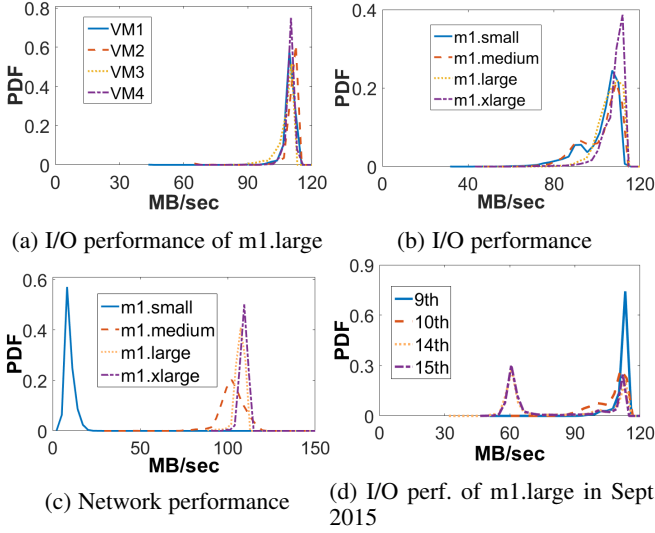 0.8
0.6
0.4
0.2
0
PDF
VM1
VM2
VM3
VM4
0 30 60 90 120
MB/sec
(a) I/O performance of m1.large
0.4
0.2
0
PDF
m1.small
m1.medium
m1.large
m1.xlarge
0 40 80 120
MB/sec
(b) I/O performance
0.6
0.4
0.2
0
PDF
m1.small
m1.medium
m1.large
m1.xlarge
0 50 100 150
MB/sec
(c) Network performance
0.9
0.6
0.3
0
PDF
9th
10th
14th
15th
0 30 60 90 120
MB/sec
(d) I/O perf. of m1.large in Sept
2015